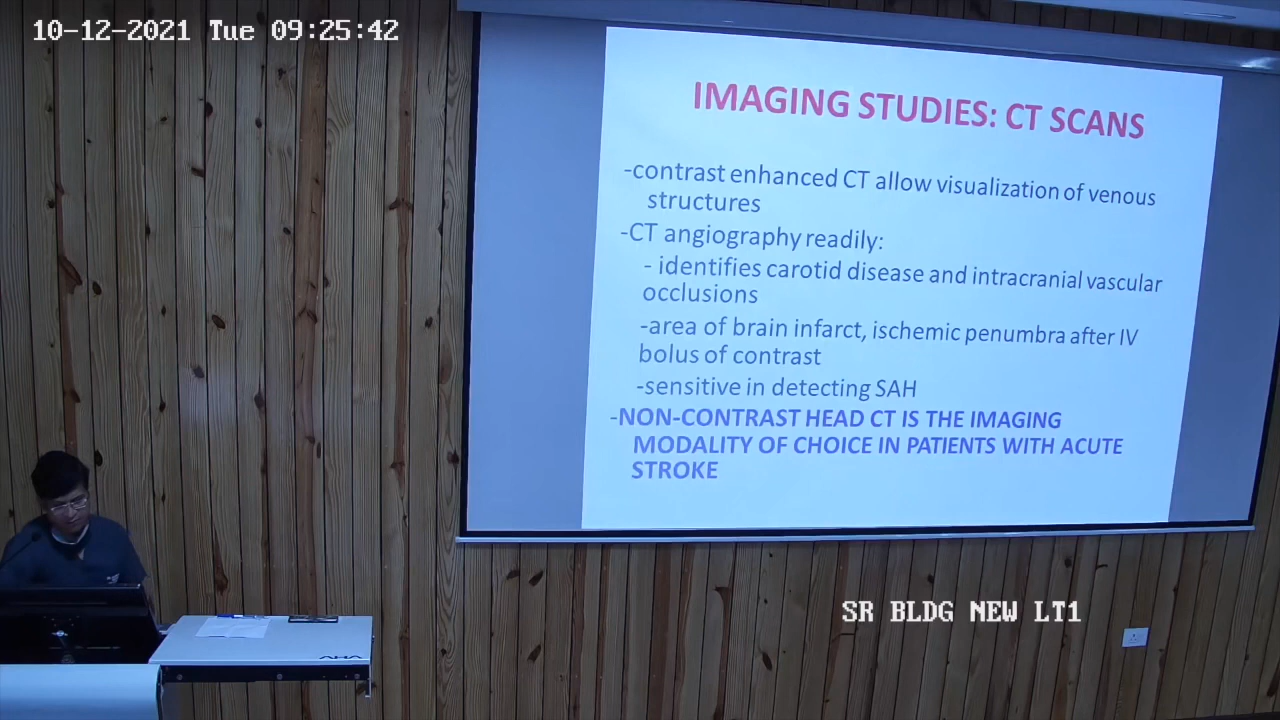 10-12-2021 Tue 09:25:42
IMAGING STUDIES: CT SCANS
-contrast enhanced CT allow visualization of venous
structures
-CT angiography readily:
- identifies carotid disease and intracranial vascular
occlusions
-area of brain infarct, ischemic penumbra after IV
bolus of contrast
-sensitive in detecting SAH
-NON-CONTRAST HEAD CT IS THE IMAGING
MODALITY OF CHOICE IN PATIENTS WITH ACUTE
STROKE
SR BLDG NEW LT1
AHA